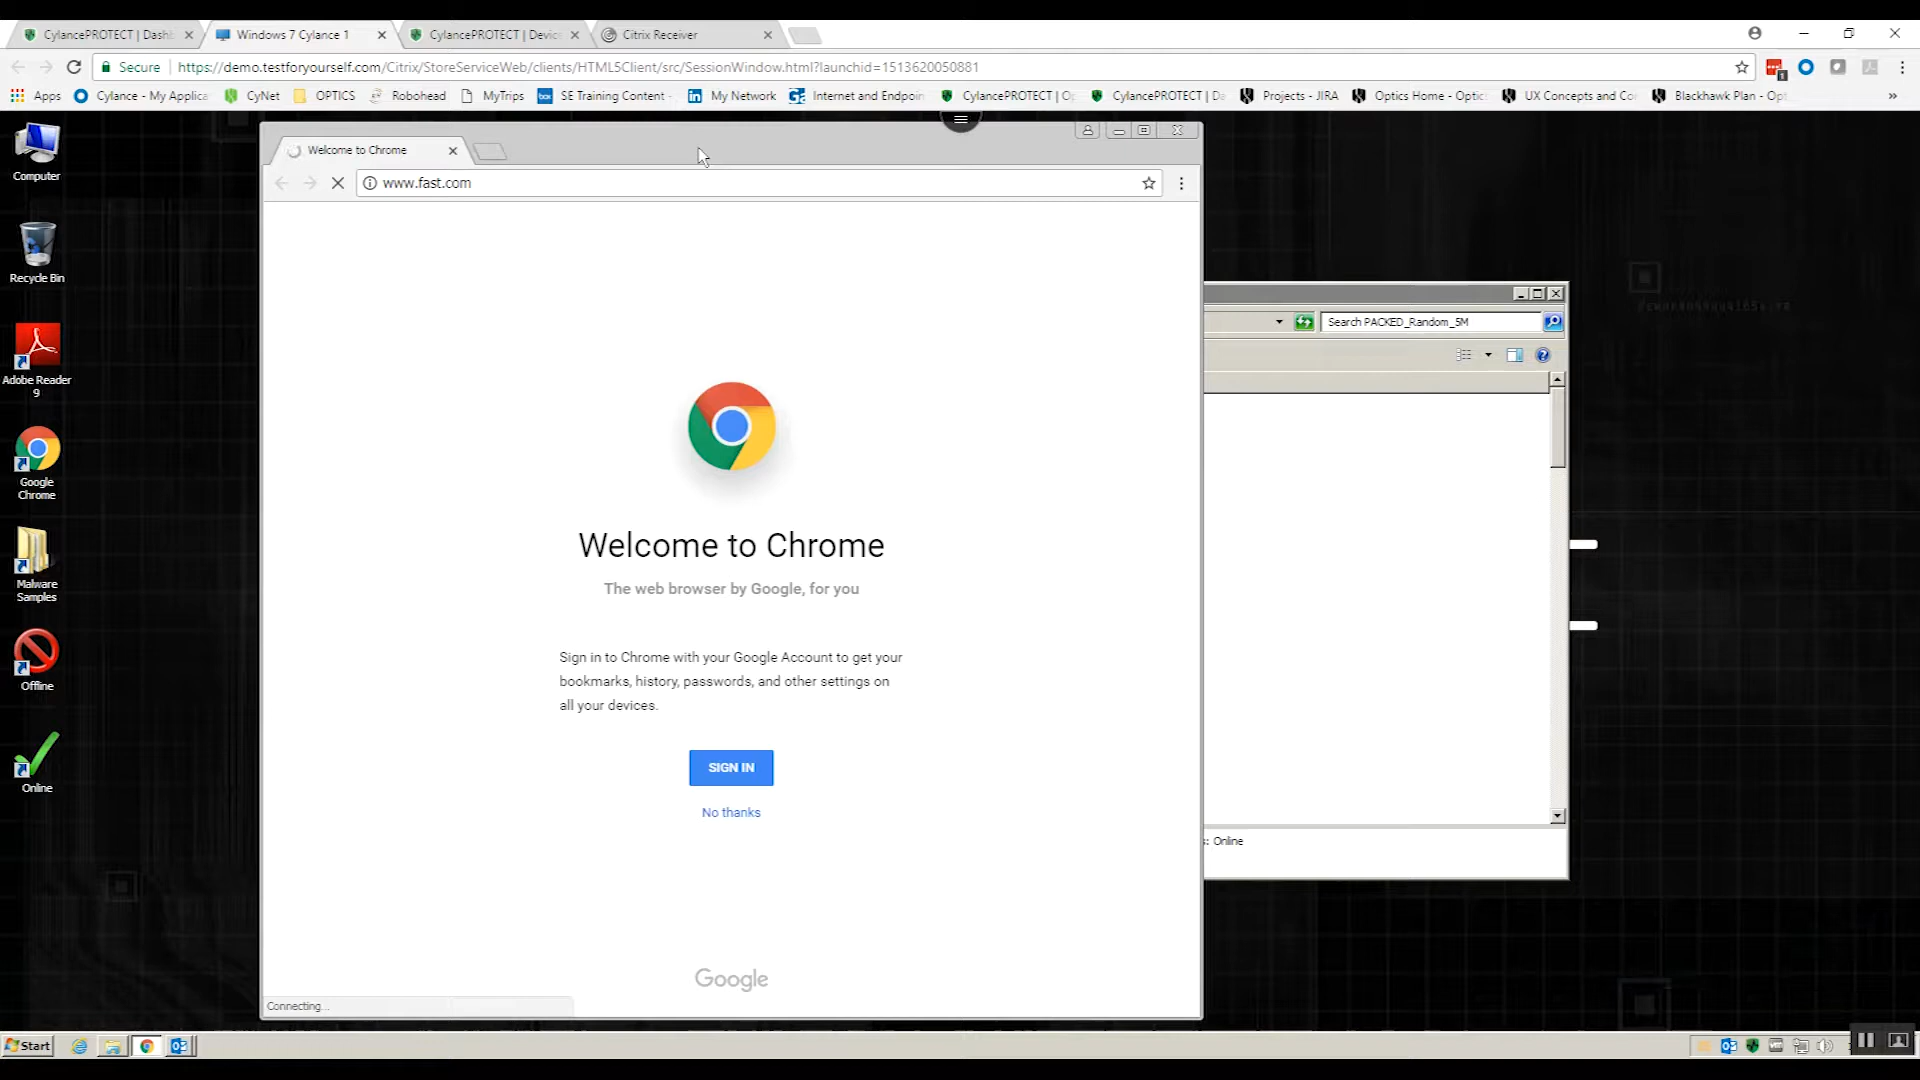 CylancePROTECT | Dashb
Windows 7 Cylance 1
CylancePROTECT | Device
Citrix Receiver
Secure
https://demo.testforyourself.com/Citrix/StoreServiceWeb/clients/HTML5Client/src/SessionWindow.html?launchid=1513620050881
Apps
Cylance - My Applica
CyNet
OPTICS
Robohead
MyTrips
SE Training Content -
My Network
Internet and Endpoin
CylancePROTECT | Op
CylancePROTECT | Da
Projects - JIRA
Optics Home - Optic
UX Concepts and Co
Blackhawk Plan - Opt
Computer
Recycle Bin
Adobe Reader
9
Google
Chrome
Malware
Samples
Offline
Online
Welcome to Chrome
www.fast.com
Welcome to Chrome
The web browser by Google, for you
Sign in to Chrome with your Google Account to get your
bookmarks, history, passwords, and other settings on
all your devices.
SIGN IN
No thanks
Google
Connecting...
Search PACKED_Random_5M
s: Online
Start